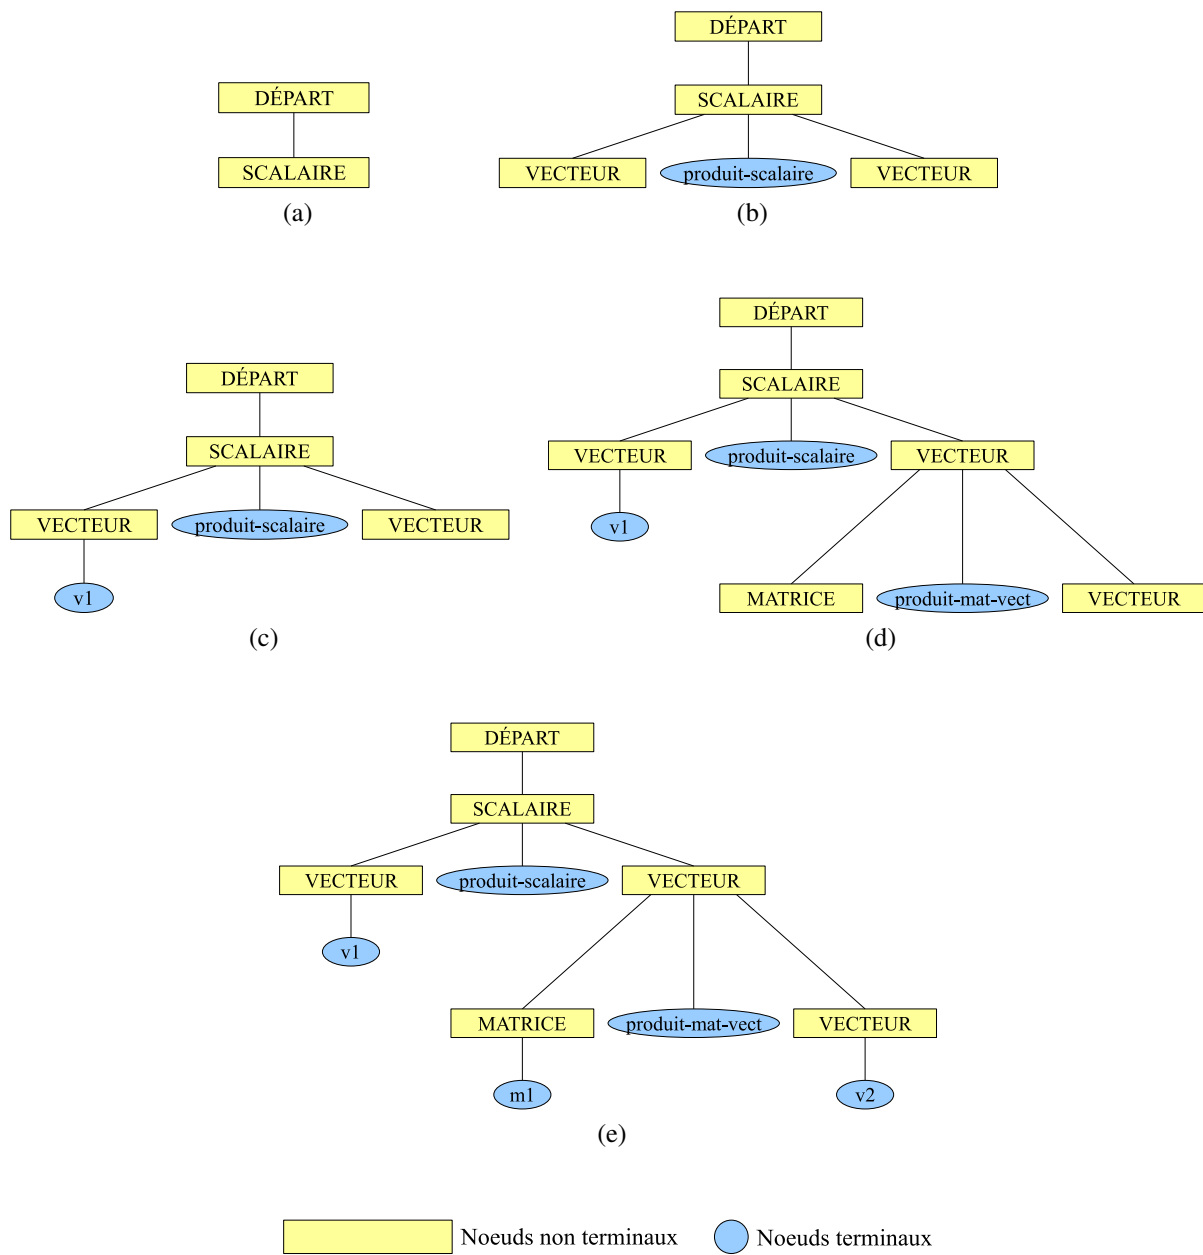 DÉPART
SCALAIRE
(a)
DÉPART
SCALAIRE
VECTEUR produit-scalaire VECTEUR
(b)
DÉPART
SCALAIRE
VECTEUR produit-scalaire VECTEUR
v1
(c)
DÉPART
SCALAIRE
VECTEUR produit-scalaire VECTEUR
v1
MATRICE produit-mat-vect VECTEUR
(d)
DÉPART
SCALAIRE
VECTEUR produit-scalaire VECTEUR
v1
MATRICE produit-mat-vect VECTEUR
m1 v2
(e)
Noeuds non terminaux Noeuds terminaux